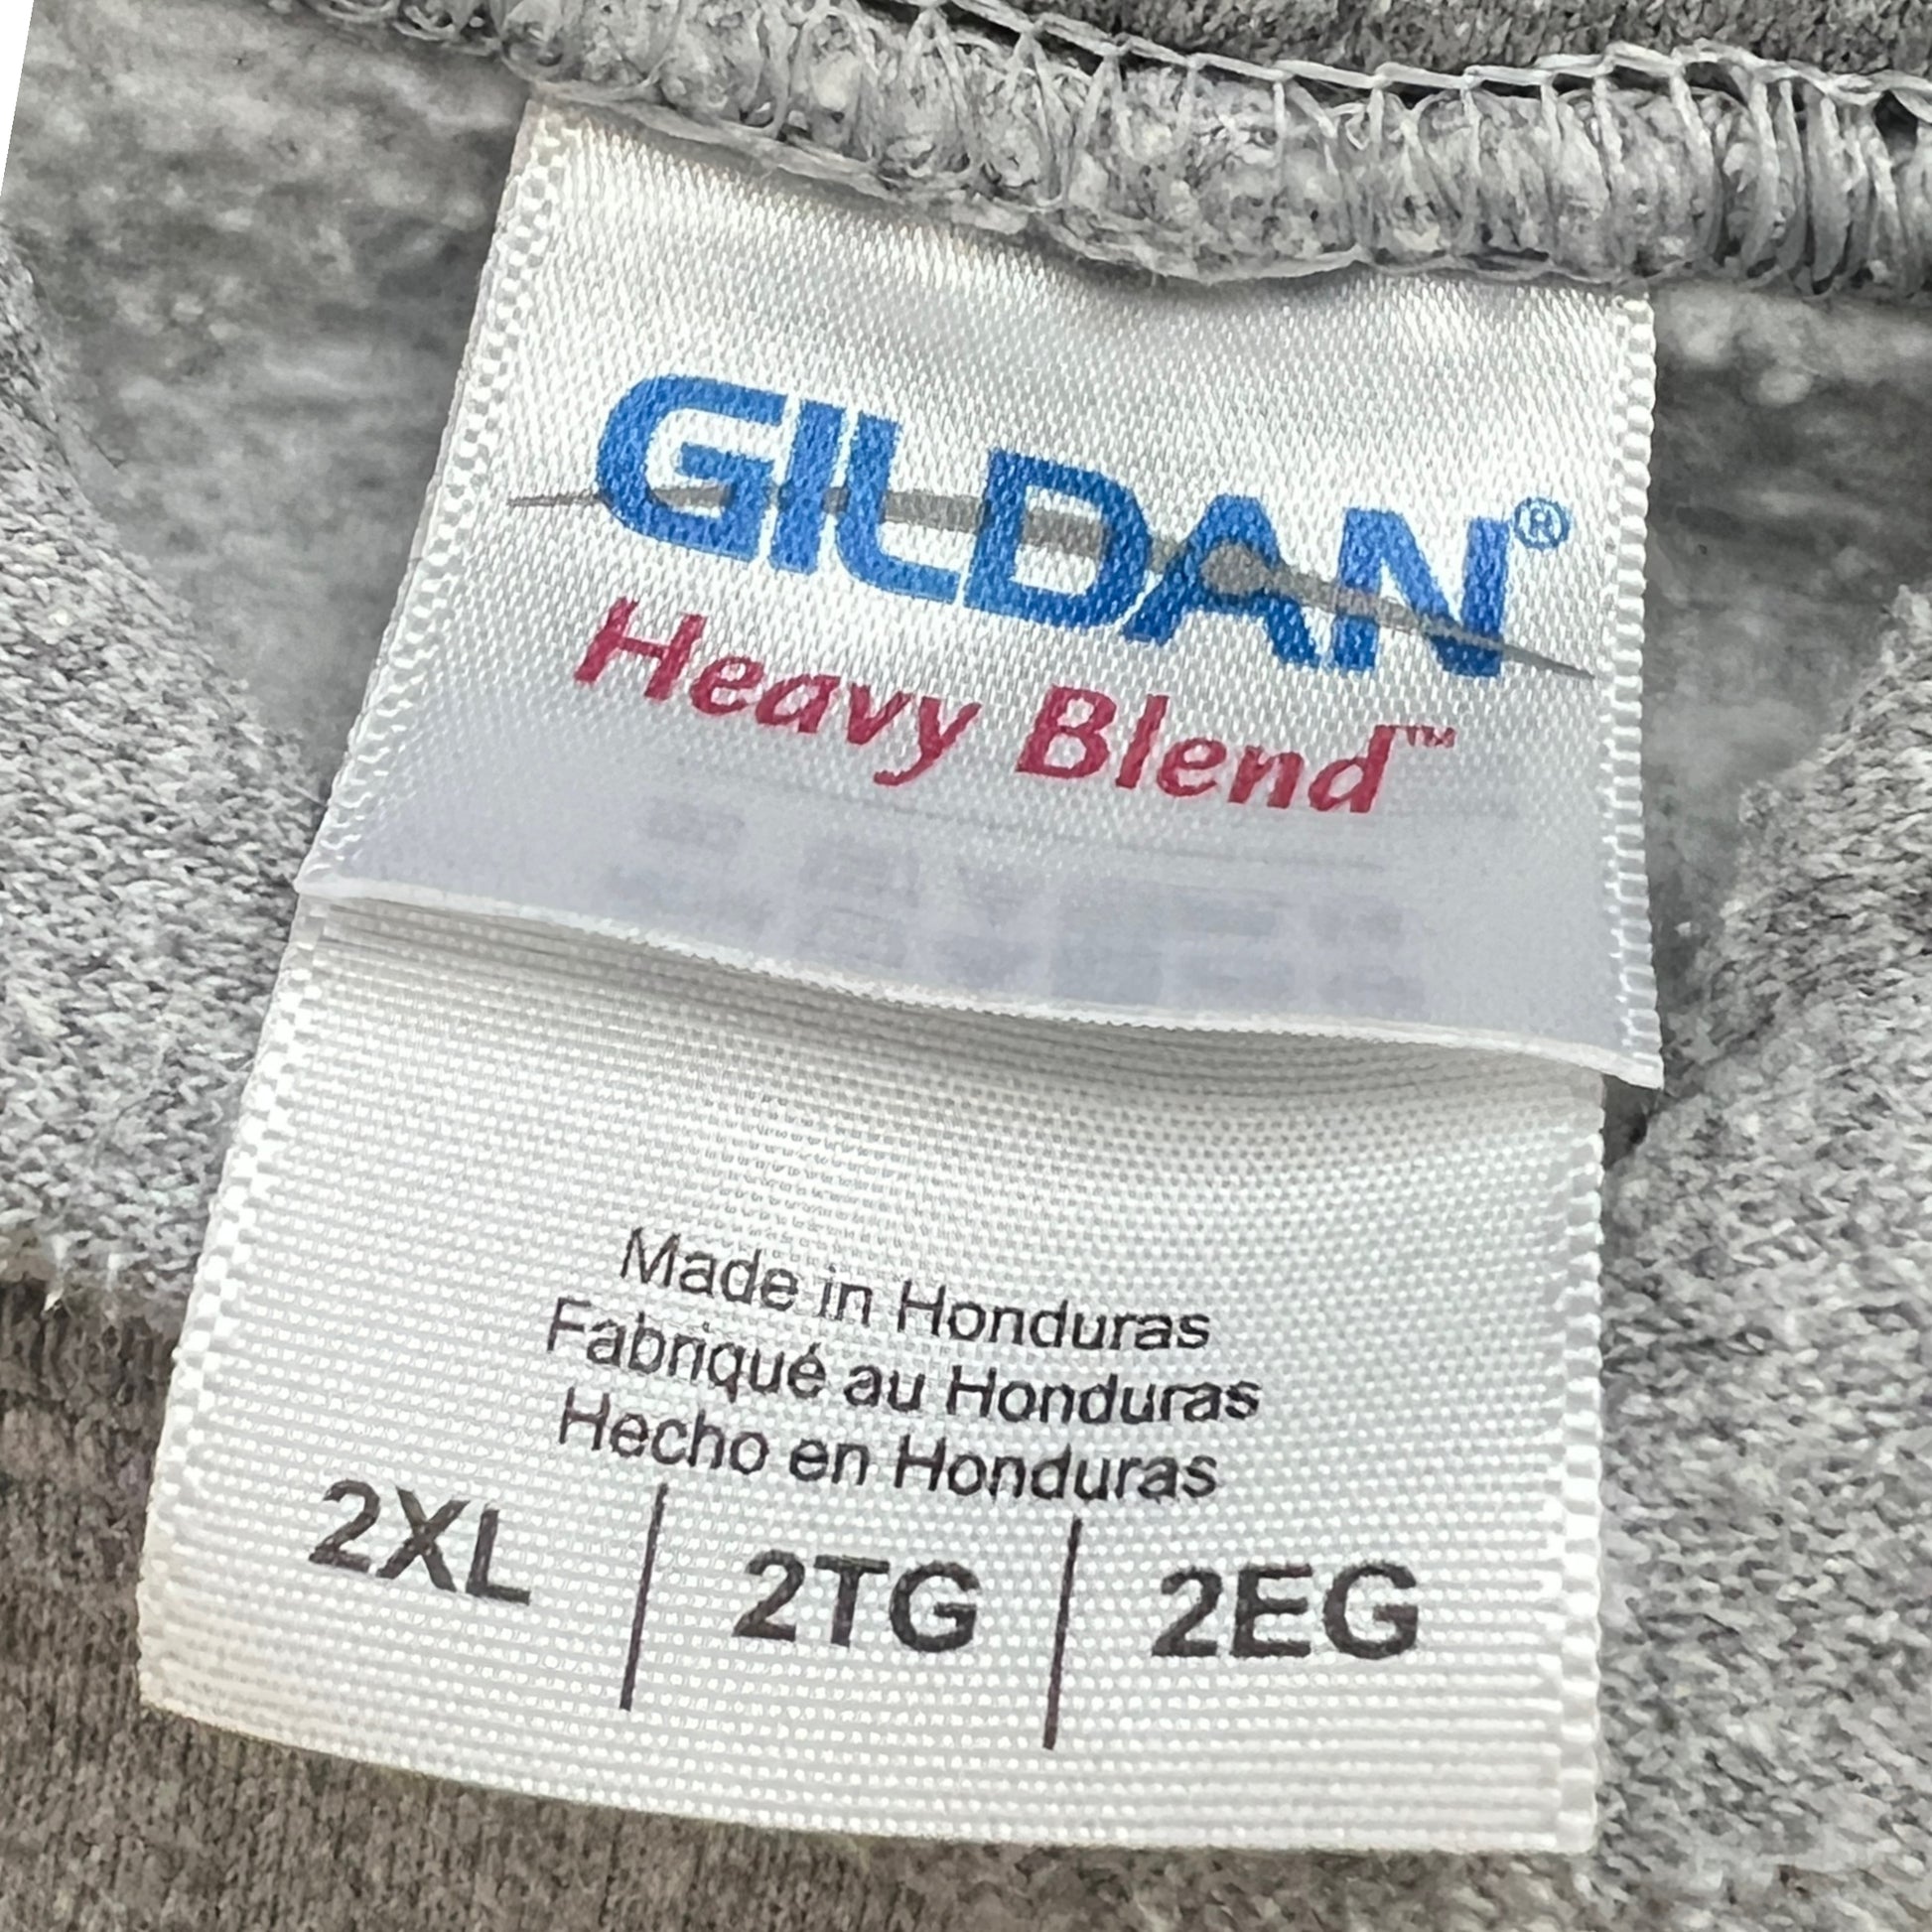 GILDAN®
Heavy Blend™
Made in Honduras
Fabriqué au Honduras
Hecho en Honduras
2XL | 2TG | 2EG